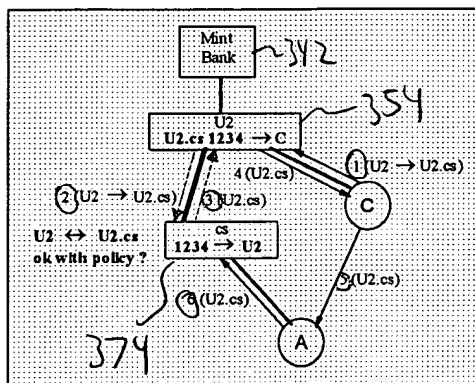 Mint
Bank
342
U2
U2.cs 1234 → C
354
4 (U2.cs)
1 (U2 → U2.cs)
2 (U2 → U2.cs)
3 (U2.cs)
C
U2 ↔ U2.cs
ok with policy ?
cs
1234 → U2
5 (U2.cs)
374
6 (U2.cs)
A